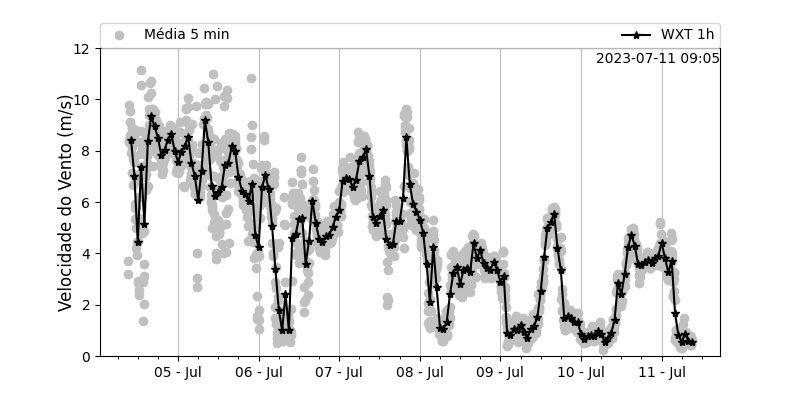 Média 5 min
WXT 1h
2023-07-11 09:05
Velocidade do Vento (m/s)
12
10
8
6
4
2
0
05 - Jul
06 - Jul
07 - Jul
08 - Jul
09 - Jul
10 - Jul
11 - Jul